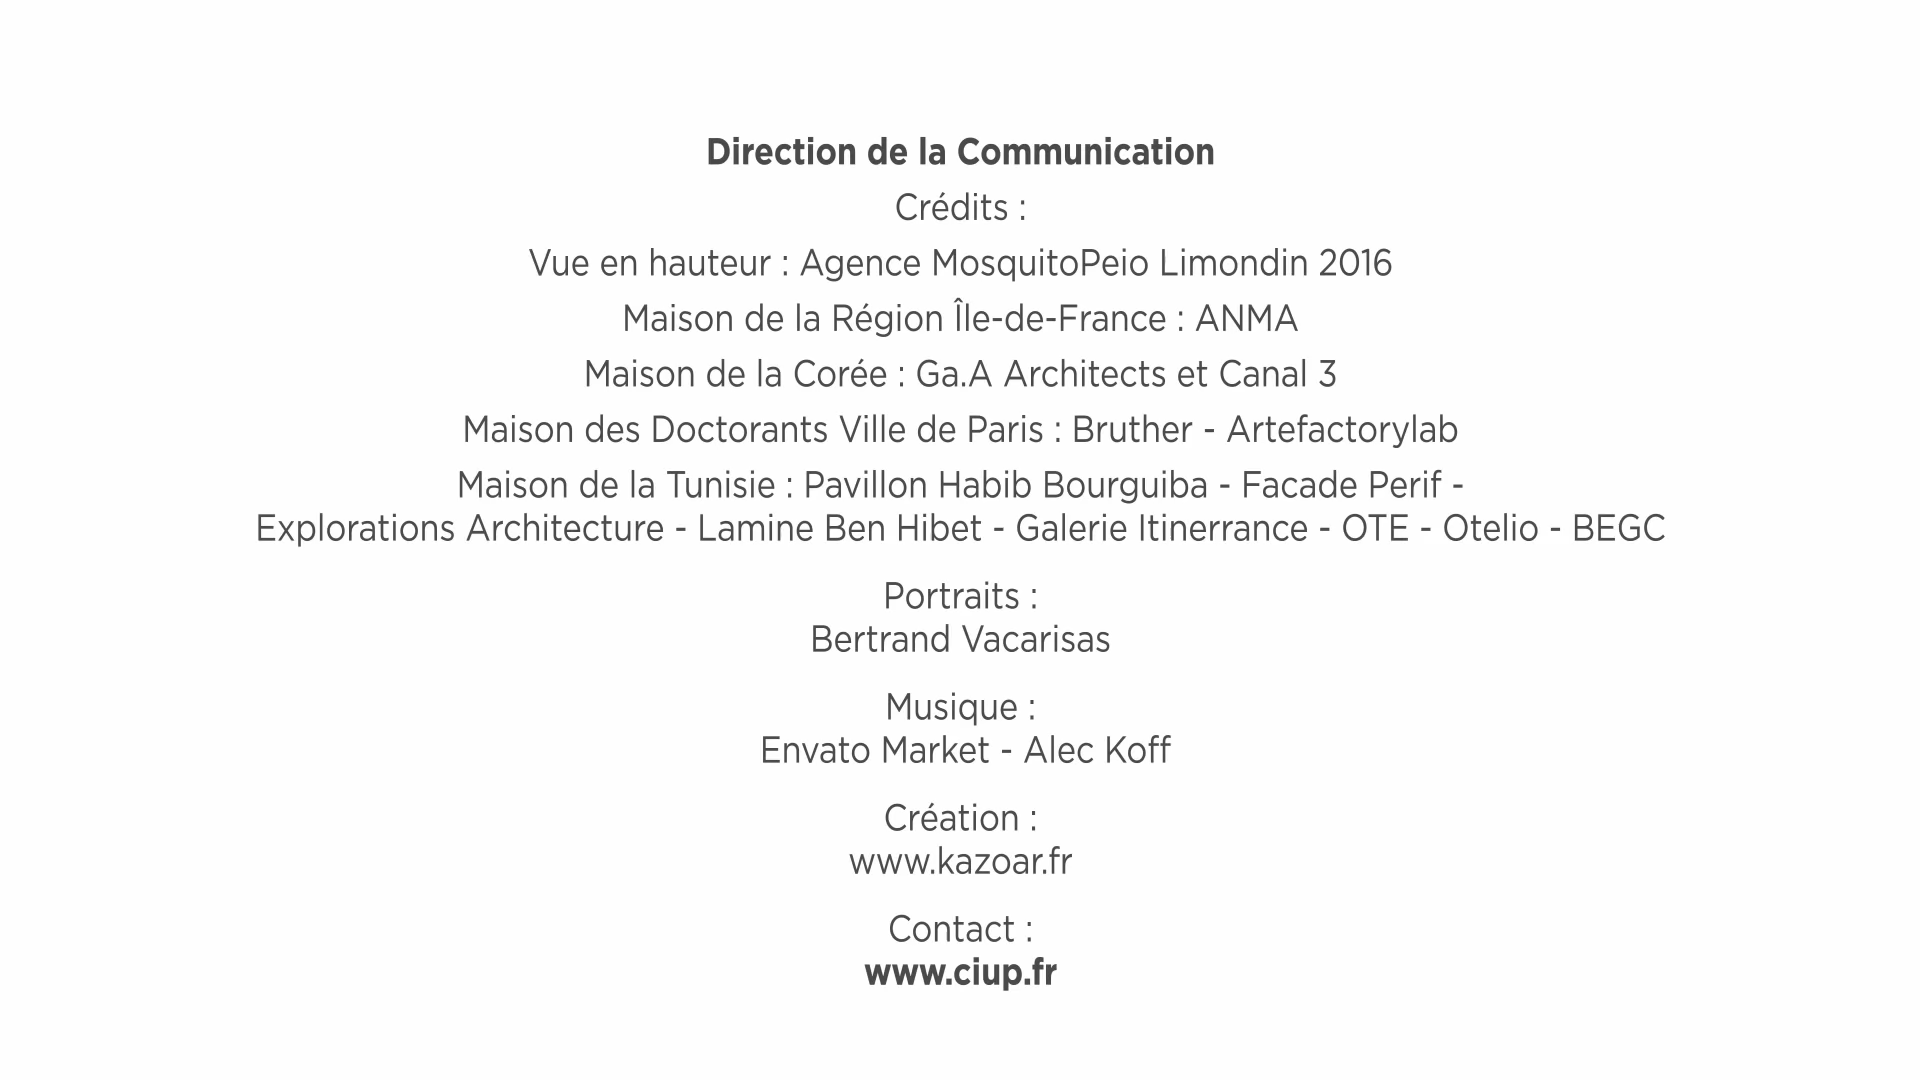 Direction de la Communication
Crédits :
Vue en hauteur : Agence MosquitoPeio Limondin 2016
Maison de la Région Île-de-France : ANMA
Maison de la Corée : Ga.A Architects et Canal 3
Maison des Doctorants Ville de Paris : Bruther - Artefactorylab
Maison de la Tunisie : Pavillon Habib Bourguiba - Facade Perif -
Explorations Architecture - Lamine Ben Hibet - Galerie Itinerrance - OTE - Otelio - BEGC
Portraits :
Bertrand Vacarisas
Musique :
Envato Market - Alec Koff
Création :
www.kazoar.fr
Contact :
www.ciup.fr